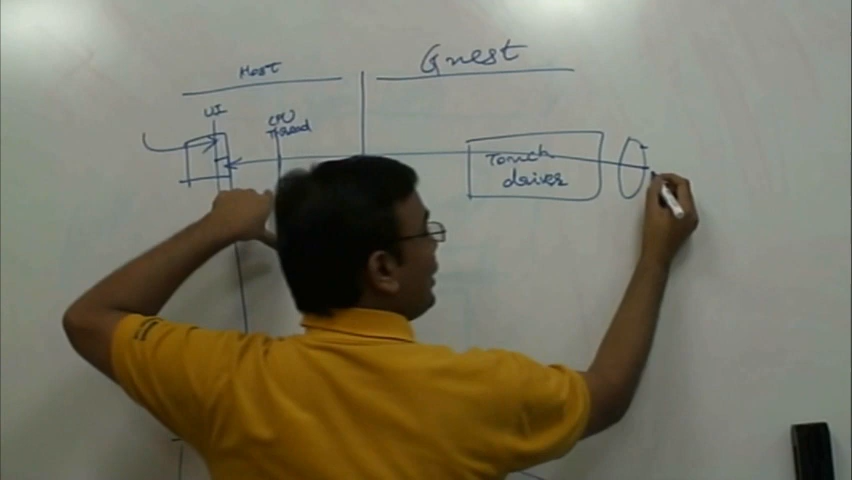 Host
Guest
UI
CPU
Thread
Touch
driver